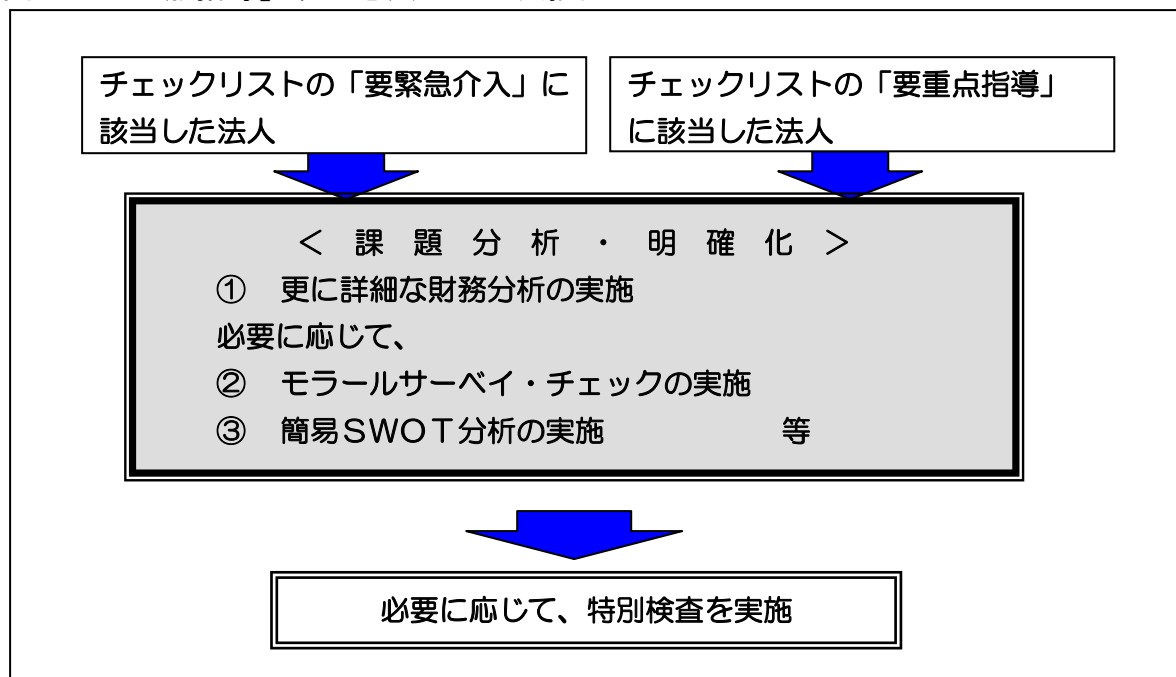 チェックリストの「要緊急介入」に
該当した法人
チェックリストの「要重点指導」
に該当した法人
＜ 課 題 分 析 ・ 明 確 化 ＞
① 更に詳細な財務分析の実施
必要に応じて、
② モラールサーベイ・チェックの実施
③ 簡易ＳＷＯＴ分析の実施 等
必要に応じて、特別検査を実施